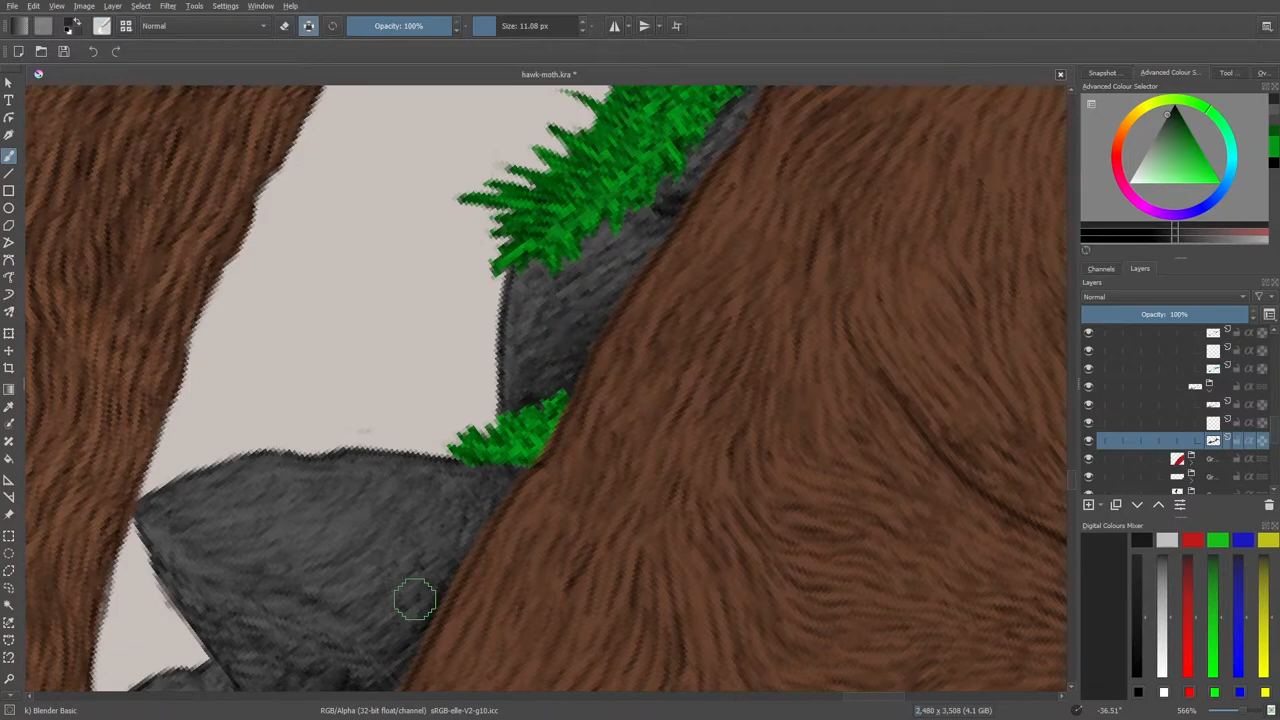 File Edit View Image Layer Select Filter Tools Settings Window Help
Normal Opacity: 100% Size: 11.08 px
hawk-moth.kra *
Snapshot ... Advanced Colour S... Tool ... Ov...
Advanced Colour Selector
Channels Layers
Layers
Normal
Opacity: 100%
Gr...
Gr...
Digital Colours Mixer
k) Blender Basic RGB/Alpha (32-bit float/channel) sRGB-elle-V2-g10.icc 2,480 x 3,508 (4.1 GiB) -36.51° 566%